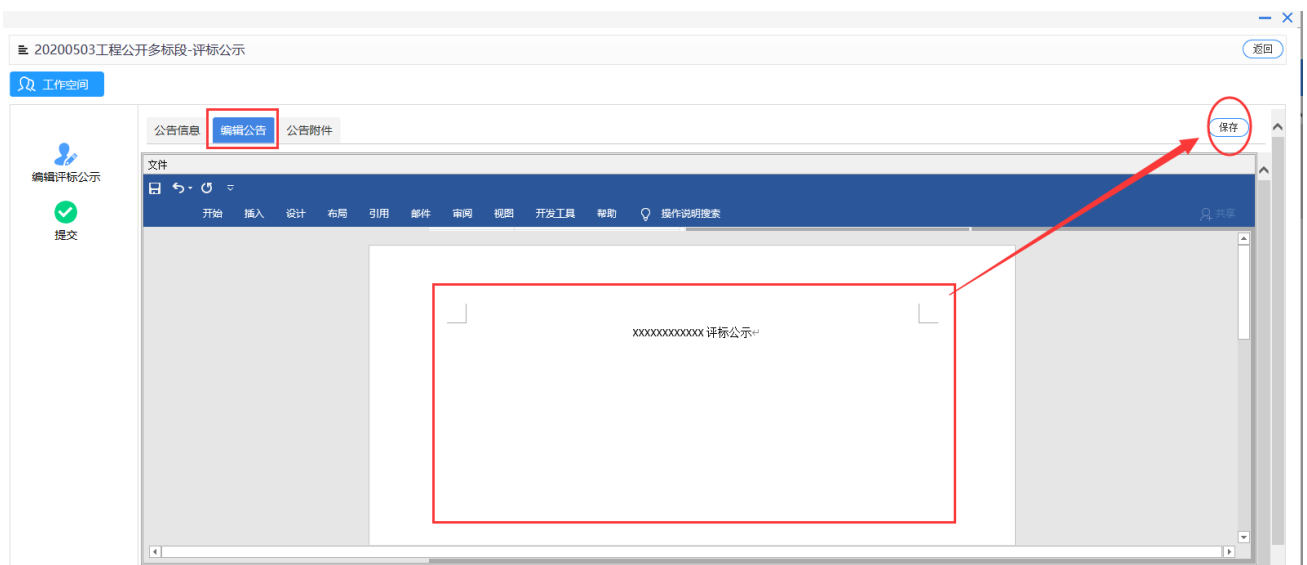 20200503工程公开多标段-评标公示 返回
工作空间
公告信息 编辑公告 公告附件 保存
编辑评标公示
提交
文件
开始 插入 设计 布局 引用 邮件 审阅 视图 开发工具 帮助 操作说明搜索 共享
xxxxxxxxxxxx 评标公示